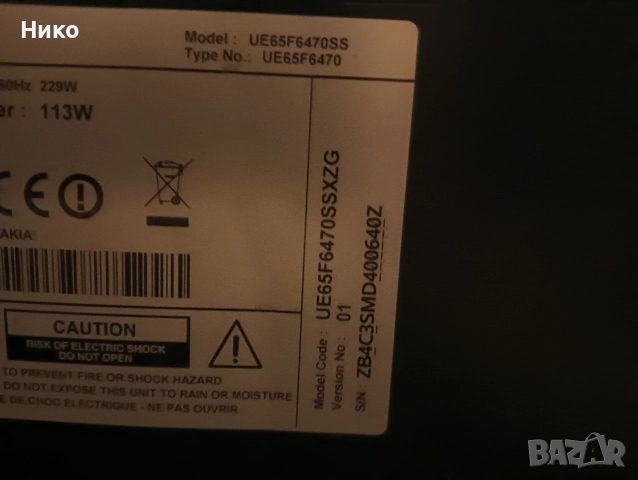 Нико
Model : UE65F6470SS
Type No.: UE65F6470
60Hz 229W
er : 113W
CE
AKIA
CAUTION
RISK OF ELECTRIC SHOCK
DO NOT OPEN
TO PREVENT FIRE OR SHOCK HAZARD
DO NOT EXPOSE THIS UNIT TO RAIN OR MOISTURE
E DE CHOC ELECTRIQUE - NE PAS OUVRIR
Model Code : UE65F6470SSXZG
Version No : 01
S/N : ZB4C3SMD400640Z
BAZAR